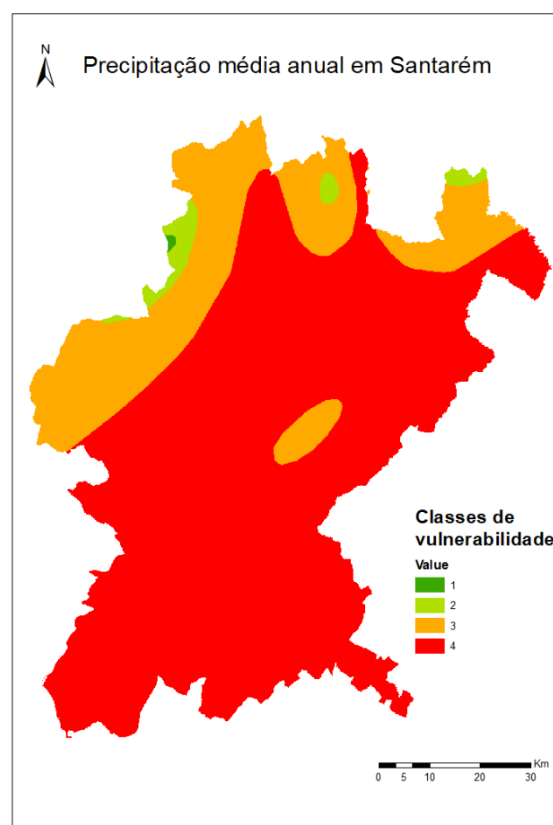 N
Precipitação média anual em Santarém
Classes de
vulnerabilidade
Value
1
2
3
4
Km
0 5 10 20 30